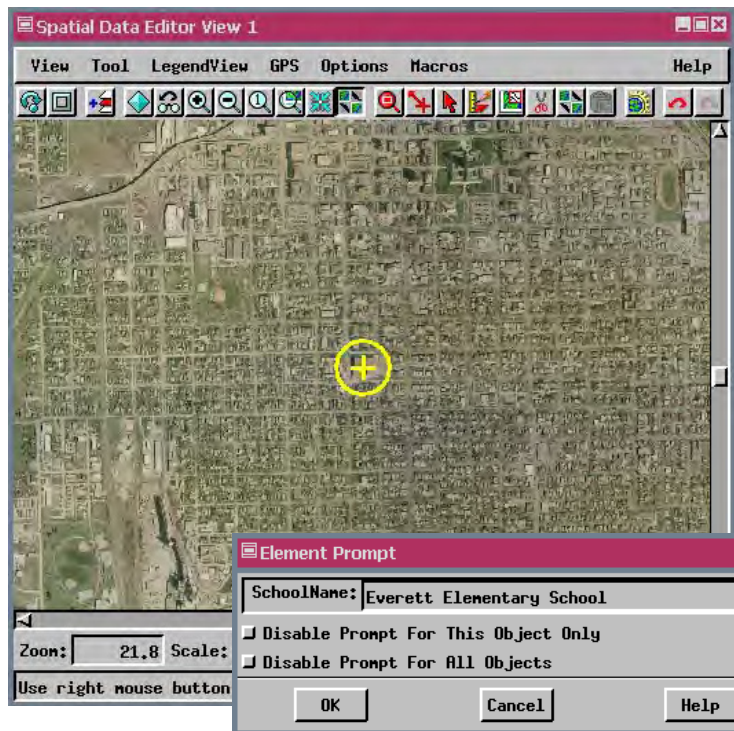 Spatial Data Editor View 1
View Tool LegendView GPS Options Macros Help
Element Prompt
SchoolName: Everett Elementary School
Disable Prompt For This Object Only
Disable Prompt For All Objects
Zoom: 21.8 Scale:
Use right mouse button
OK Cancel Help